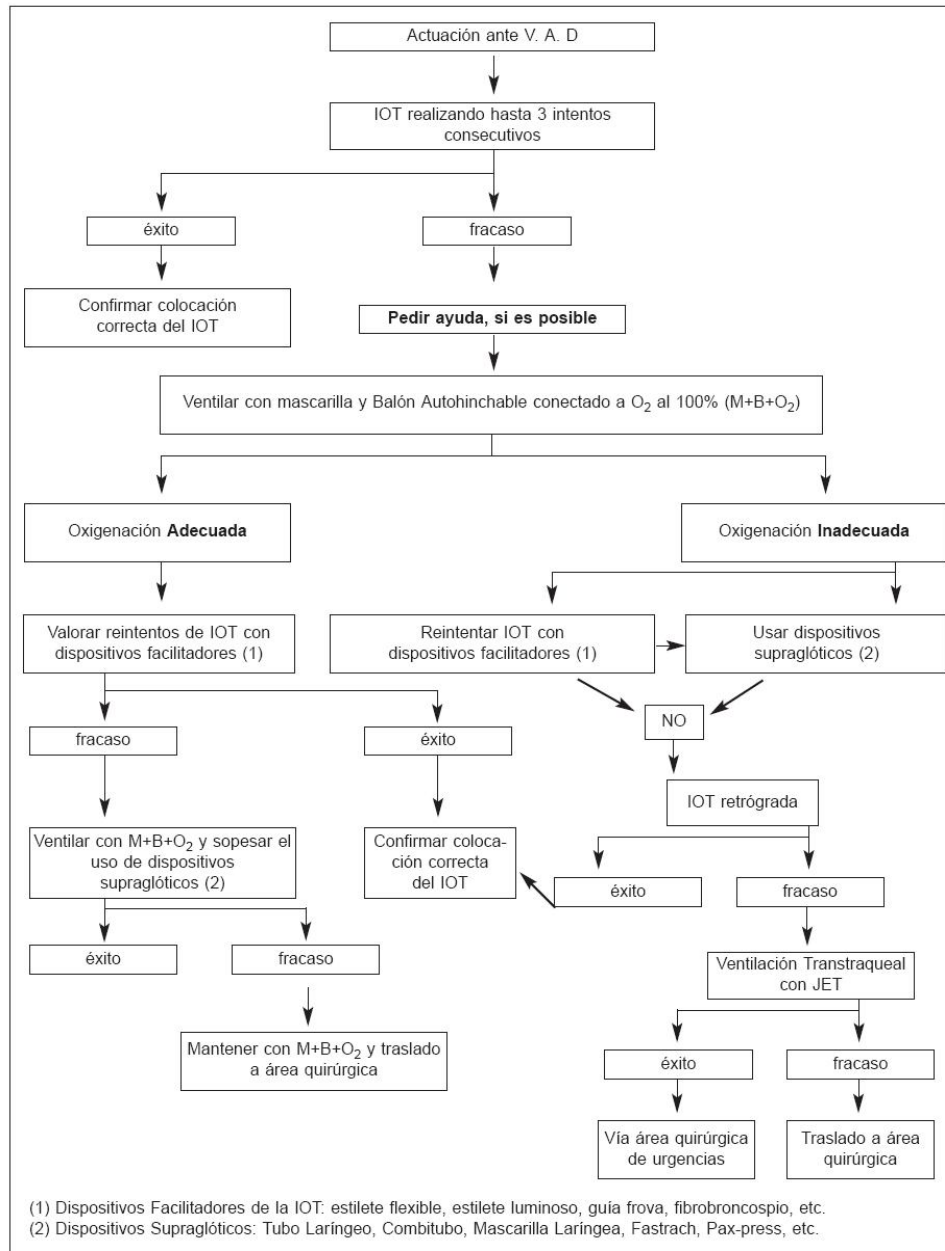 Actuación ante V. A. D
IOT realizando hasta 3 intentos
consecutivos
éxito
fracaso
Confirmar colocación
correcta del IOT
Pedir ayuda, si es posible
Ventilar con mascarilla y Balón Autohinchable conectado a O2 al 100% (M+B+O2)
Oxigenación Adecuada
Oxigenación Inadecuada
Valorar reintentos de IOT con
dispositivos facilitadores (1)
Reintentar IOT con
dispositivos facilitadores (1)
Usar dispositivos
supraglóticos (2)
NO
fracaso
éxito
IOT retrógrada
Ventilar con M+B+O2 y sopesar el
uso de dispositivos
supraglóticos (2)
Confirmar coloca-
ción correcta
del IOT
éxito
fracaso
éxito
fracaso
Ventilación Transtraqueal
con JET
Mantener con M+B+O2 y traslado
a área quirúrgica
éxito
fracaso
Vía área quirúrgica
de urgencias
Traslado a área
quirúrgica
(1) Dispositivos Facilitadores de la IOT: estilete flexible, estilete luminoso, guía frova, fibrobroncospio, etc.
(2) Dispositivos Supraglóticos: Tubo Laríngeo, Combitubo, Mascarilla Laríngea, Fastrach, Pax-press, etc.